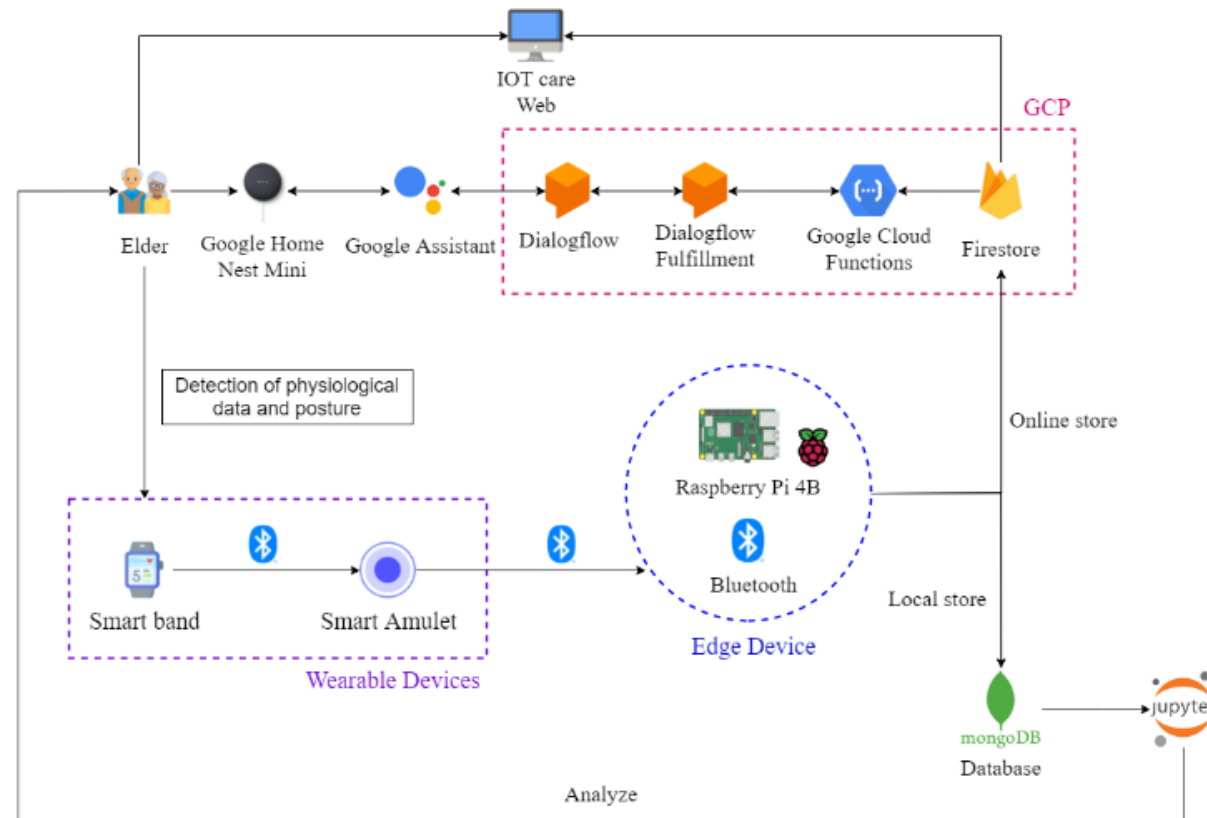 IOT care
Web
GCP
Elder
Google Home
Nest Mini
Google Assistant
Dialogflow
Dialogflow
Fulfillment
Google Cloud
Functions
Firestore
Detection of physiological
data and posture
Raspberry Pi 4B
Online store
5
Bluetooth
Local store
Smart band
Smart Amulet
Edge Device
Wearable Devices
jupyte
mongoDB
Database
Analyze